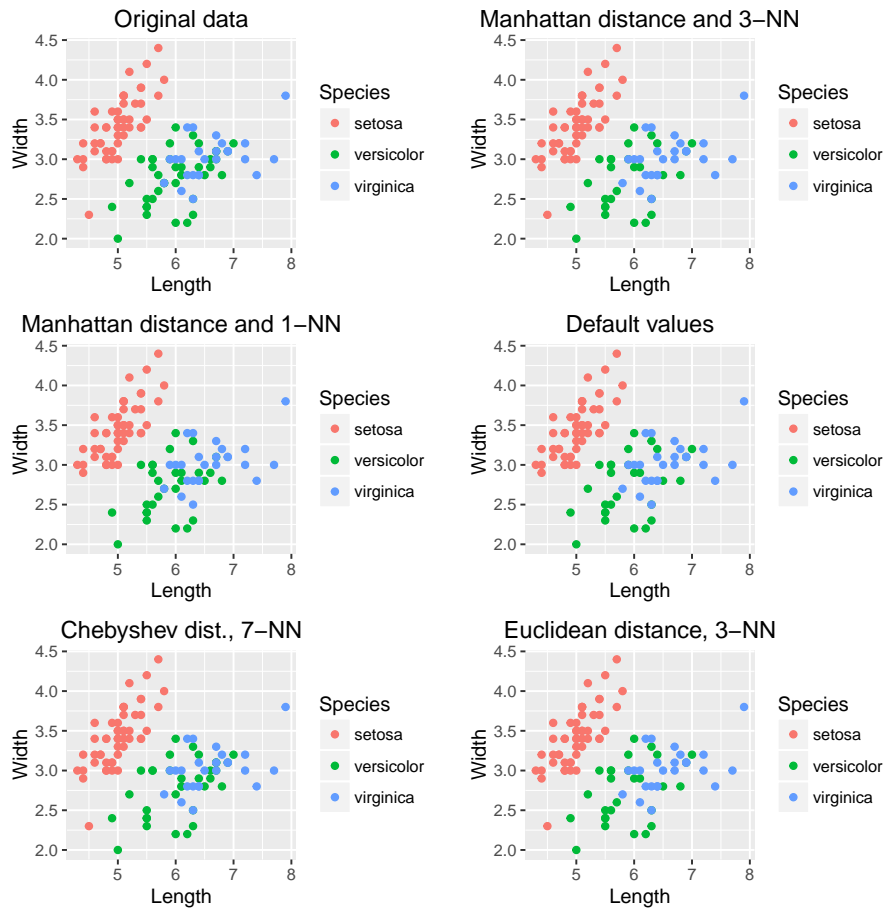 Original data
4.5
4.0
3.5
3.0
2.5
2.0
Width
5 6 7 8
Length
Species
setosa
versicolor
virginica
Manhattan distance and 3−NN
4.5
4.0
3.5
3.0
2.5
2.0
Width
5 6 7 8
Length
Species
setosa
versicolor
virginica
Manhattan distance and 1−NN
4.5
4.0
3.5
3.0
2.5
2.0
Width
5 6 7 8
Length
Species
setosa
versicolor
virginica
Default values
4.5
4.0
3.5
3.0
2.5
2.0
Width
5 6 7 8
Length
Species
setosa
versicolor
virginica
Chebyshev dist., 7−NN
4.5
4.0
3.5
3.0
2.5
2.0
Width
5 6 7 8
Length
Species
setosa
versicolor
virginica
Euclidean distance, 3−NN
4.5
4.0
3.5
3.0
2.5
2.0
Width
5 6 7 8
Length
Species
setosa
versicolor
virginica